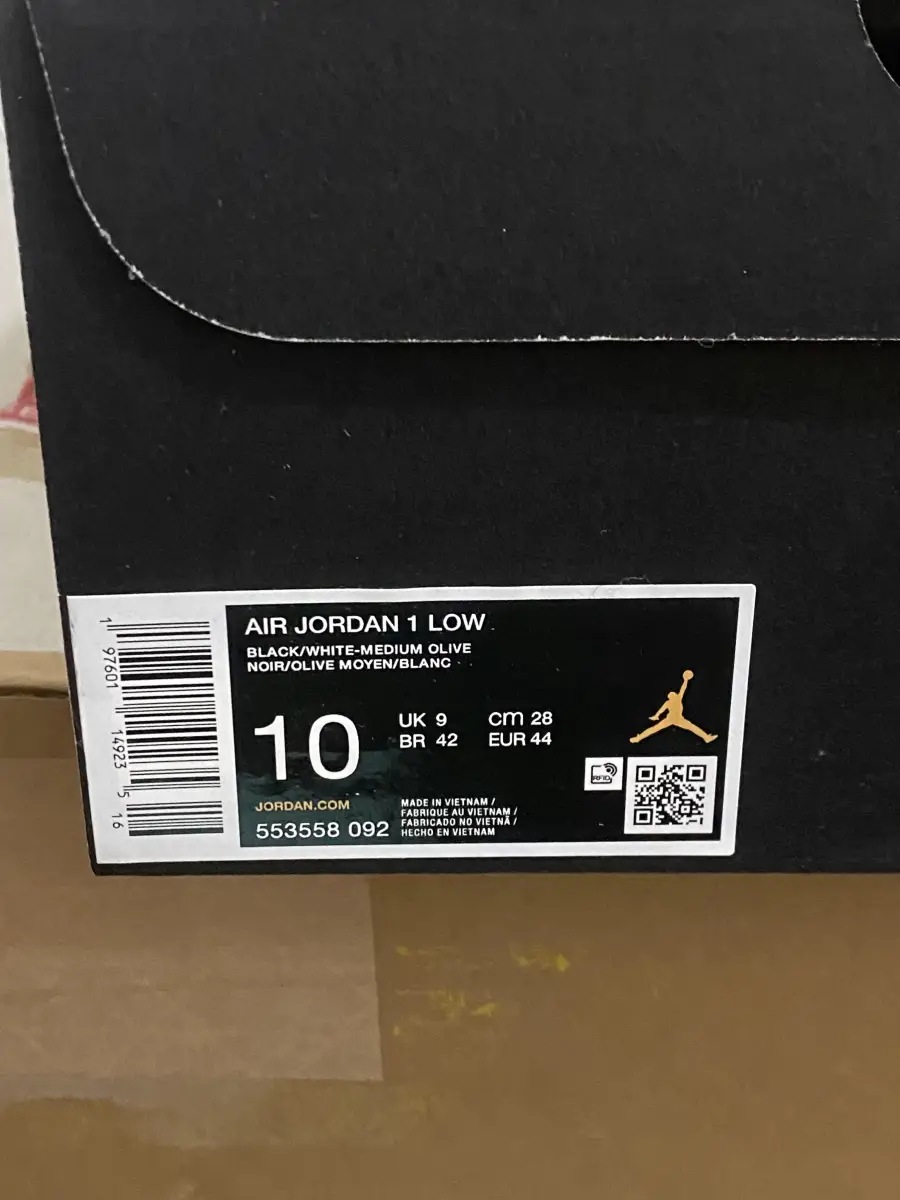 AIR JORDAN 1 LOW
BLACK/WHITE-MEDIUM OLIVE
NOIR/OLIVE MOYEN/BLANC
10
UK 9
cm 28
BR 42
EUR 44
JORDAN.COM
553558 092
MADE IN VIETNAM /
FABRIQUE AU VIETNAM /
FABRICADO NO VIETNÃ /
HECHO EN VIETNAM
RFID
1 97601 14923 5 16